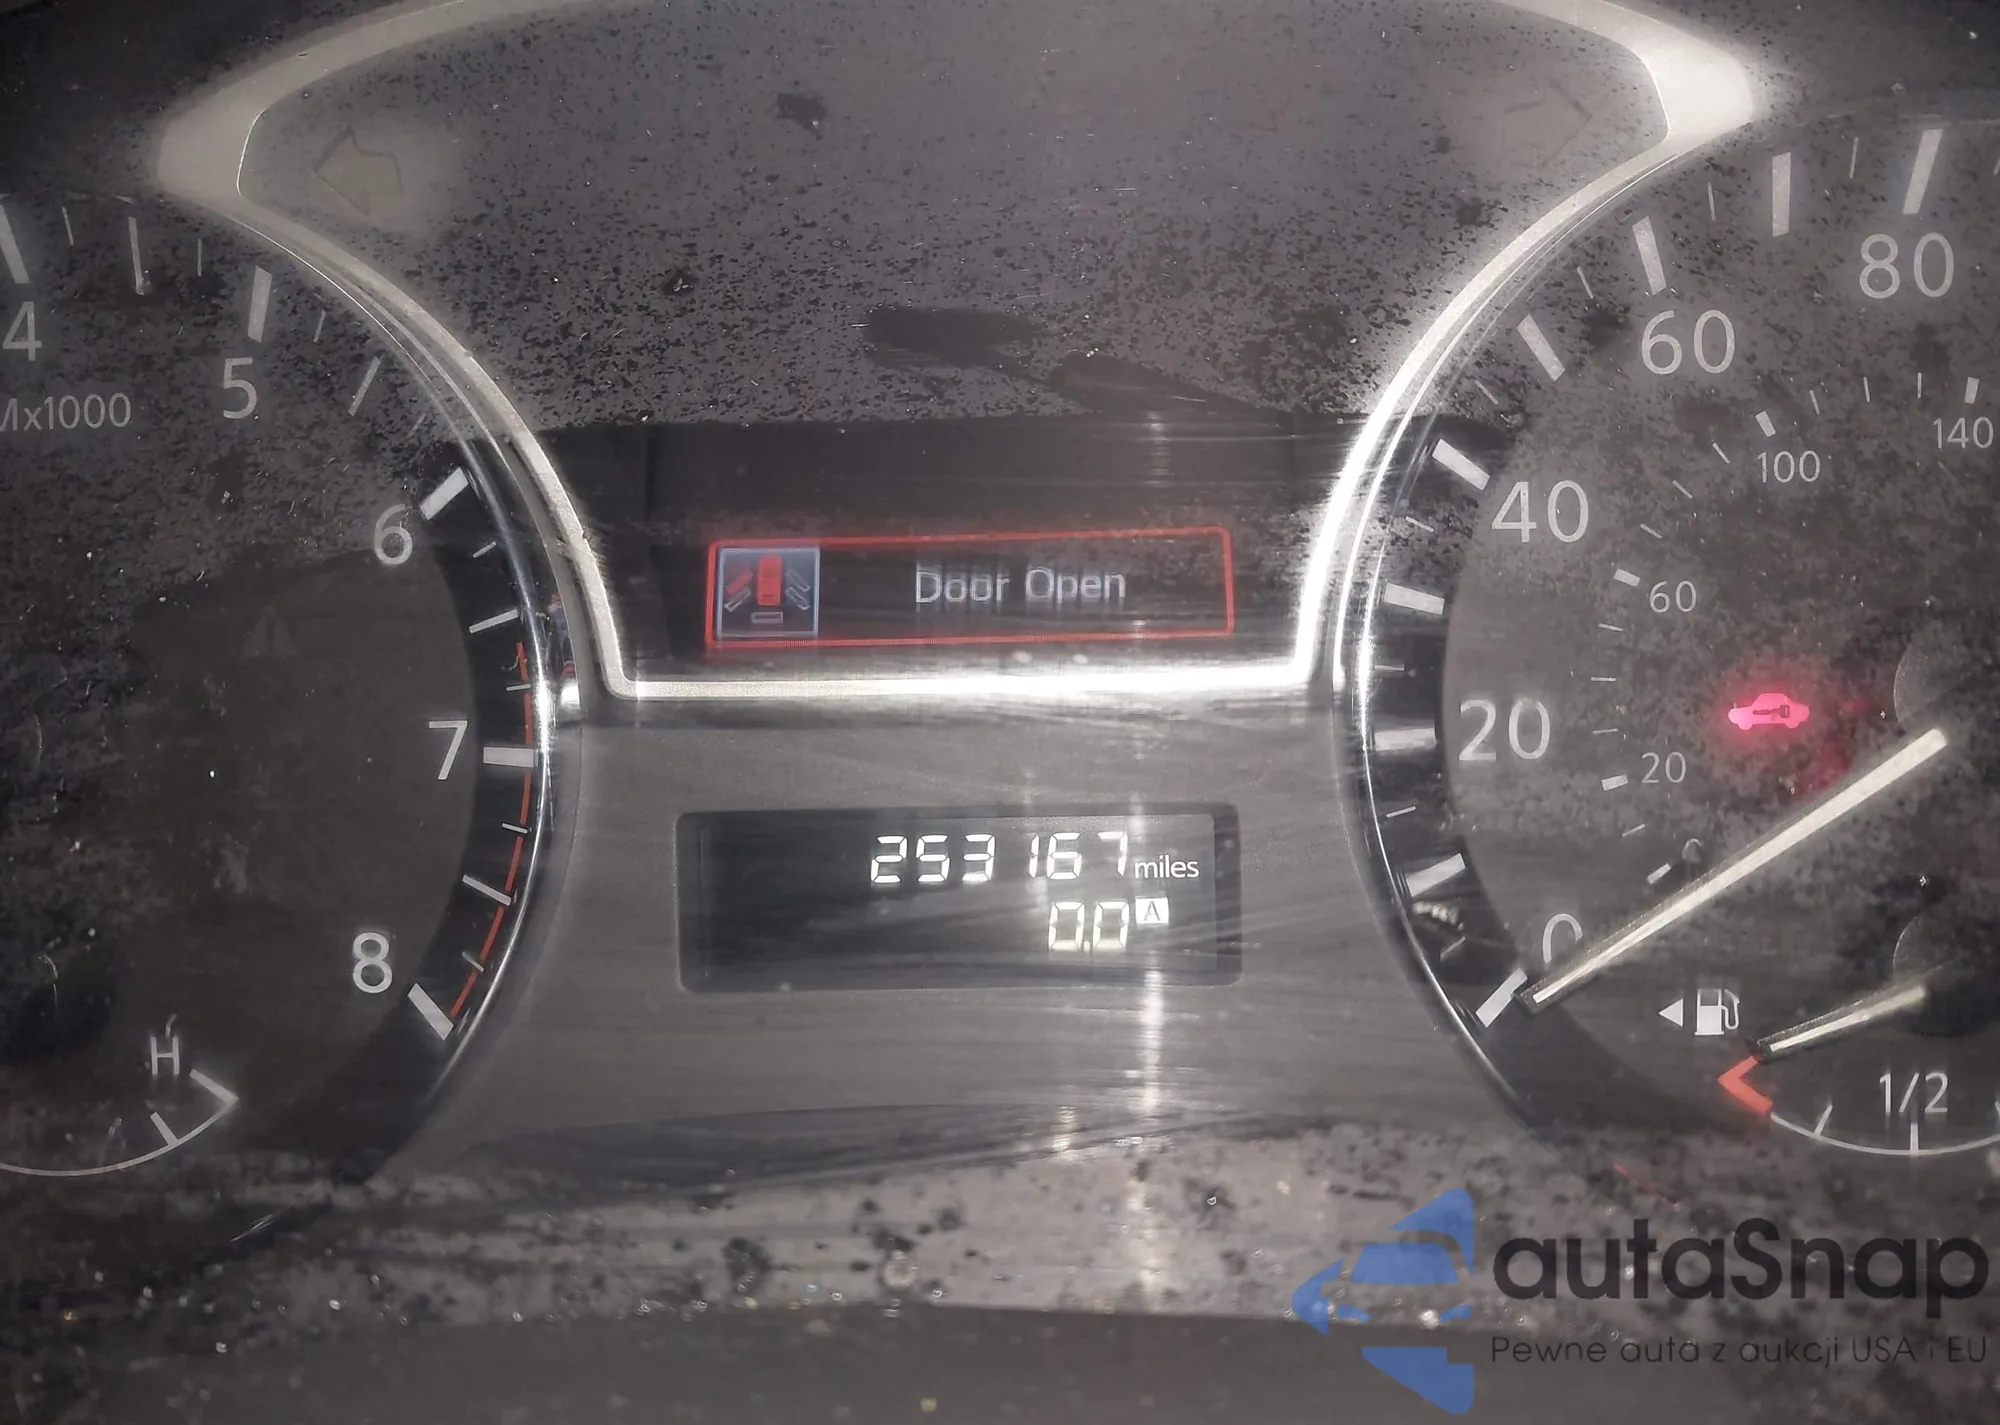 80
4
60
5
Mx1000
140
100
40
6
Door Open
60
20
7
20
253167 miles
0.0 A
0
8
H
1/2
autaSnap
Pewne auta z aukcji USA i EU